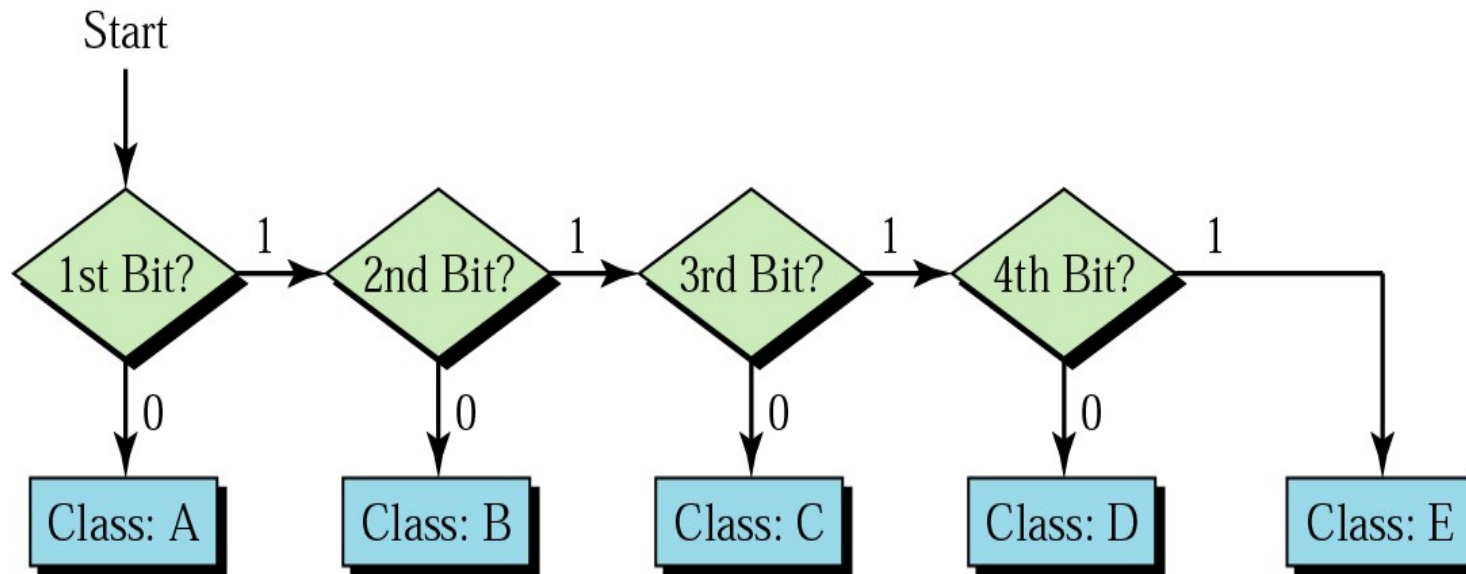 Start
1st Bit?
1
2nd Bit?
1
3rd Bit?
1
4th Bit?
1
0
0
0
0
Class: A
Class: B
Class: C
Class: D
Class: E